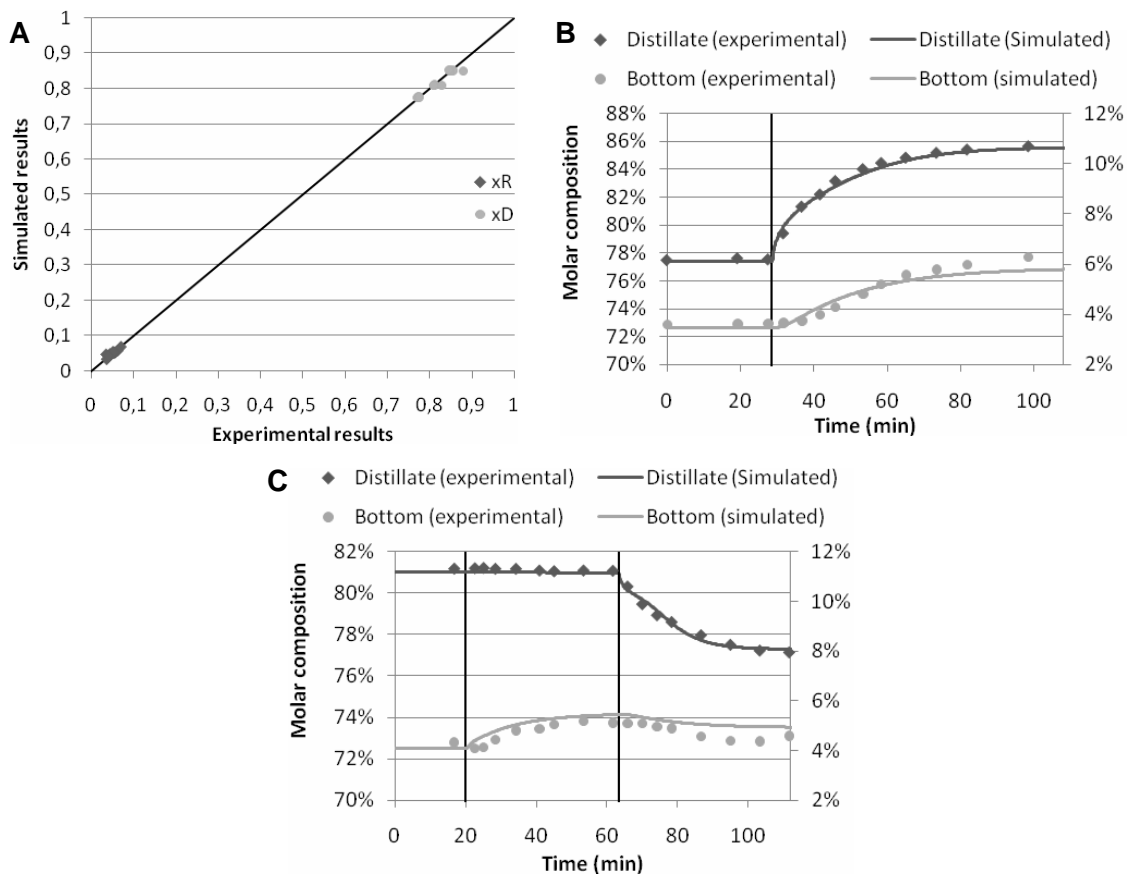 A
Simulated results
1
0,9
0,8
0,7
0,6
0,5
0,4
0,3
0,2
0,1
0
xR
xD
0 0,1 0,2 0,3 0,4 0,5 0,6 0,7 0,8 0,9 1
Experimental results
B
Distillate (experimental) Distillate (Simulated)
Bottom (experimental) Bottom (simulated)
Molar composition
88%
86%
84%
82%
80%
78%
76%
74%
72%
70%
12%
10%
8%
6%
4%
2%
0 20 40 60 80 100
Time (min)
C
Distillate (experimental) Distillate (Simulated)
Bottom (experimental) Bottom (simulated)
Molar composition
82%
80%
78%
76%
74%
72%
70%
12%
10%
8%
6%
4%
2%
0 20 40 60 80 100
Time (min)